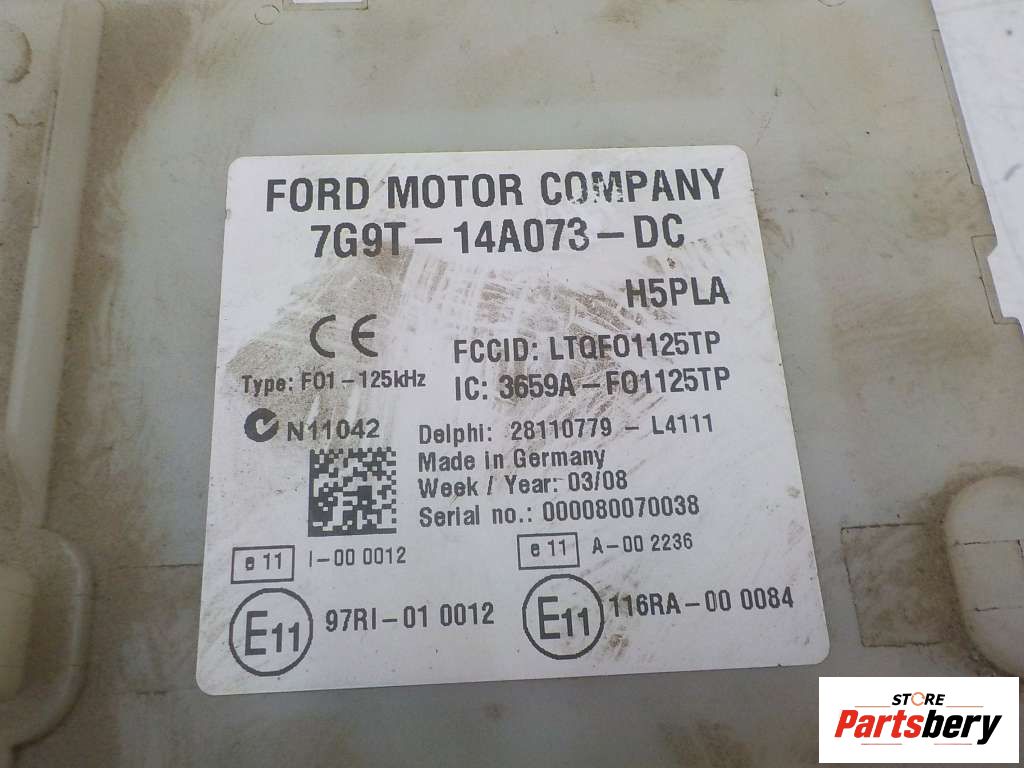 FORD MOTOR COMPANY
7G9T-14A073-DC
H5PLA
CE
FCCID: LTQFO1125TP
Type: F01-125kHz
IC: 3659A-FO1125TP
N11042
Delphi: 28110779-L4111
Made in Germany
Week / Year: 03/08
Serial no.: 000080070038
e 11 I-00 0012
e 11 A-00 2236
E11 97RI-01 0012
E11 116RA-00 0084
STORE
Partsbery